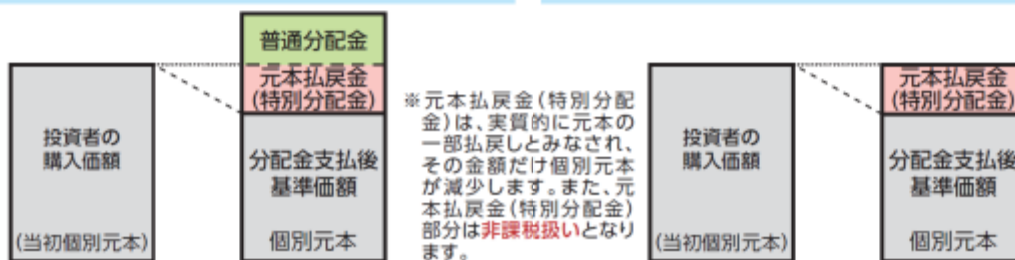 普通分配金
元本払戻金
(特別分配金)
投資者の
購入価額
(当初個別元本)
分配金支払後
基準価額
個別元本
※元本払戻金(特別分配
金)は、実質的に元本の
一部払戻しとみなされ、
その金額だけ個別元本
が減少します。また、元
本払戻金(特別分配金)
部分は非課税扱いとなり
ます。
投資者の
購入価額
(当初個別元本)
元本払戻金
(特別分配金)
分配金支払後
基準価額
個別元本